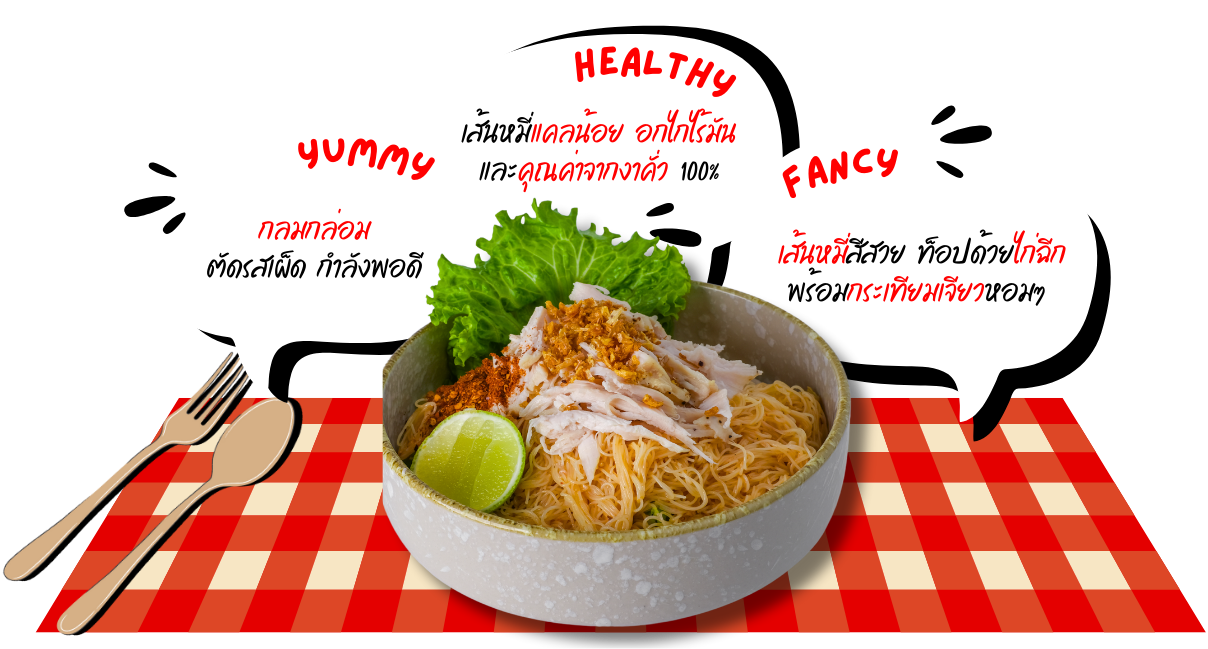 HEALTHY
เส้นหมี่แคลน้อย อกไก่ไร้มัน
และคุณค่าจากงาคั่ว 100%
YUMMY
กลมกล่อม
ตัดรสเผ็ด กำลังพอดี
FANCY
เส้นหมี่สีสวย ท็อปด้วยไก่ฉีก
พร้อมกระเทียมเจียวหอมๆ